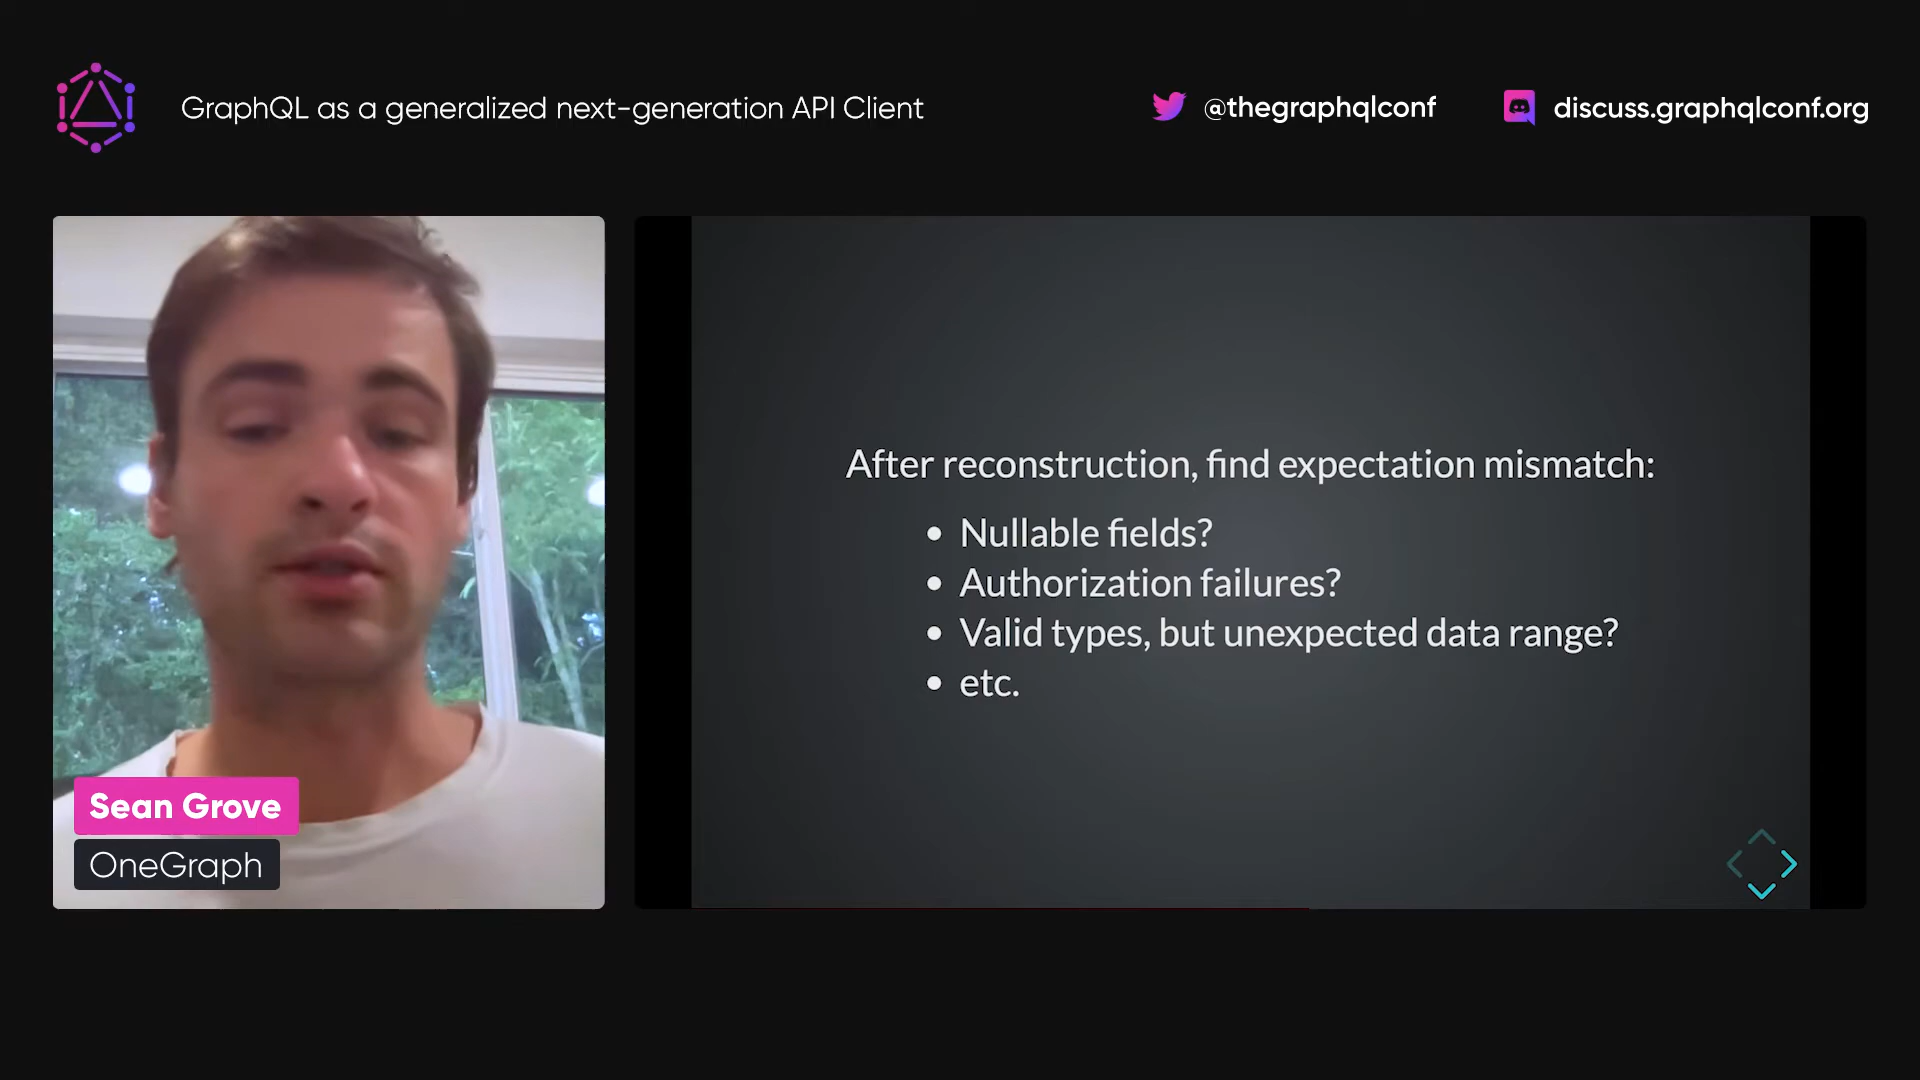 GraphQL as a generalized next-generation API Client
@thegraphqlconf
discuss.graphqlconf.org
After reconstruction, find expectation mismatch:
• Nullable fields?
• Authorization failures?
• Valid types, but unexpected data range?
• etc.
Sean Grove
OneGraph